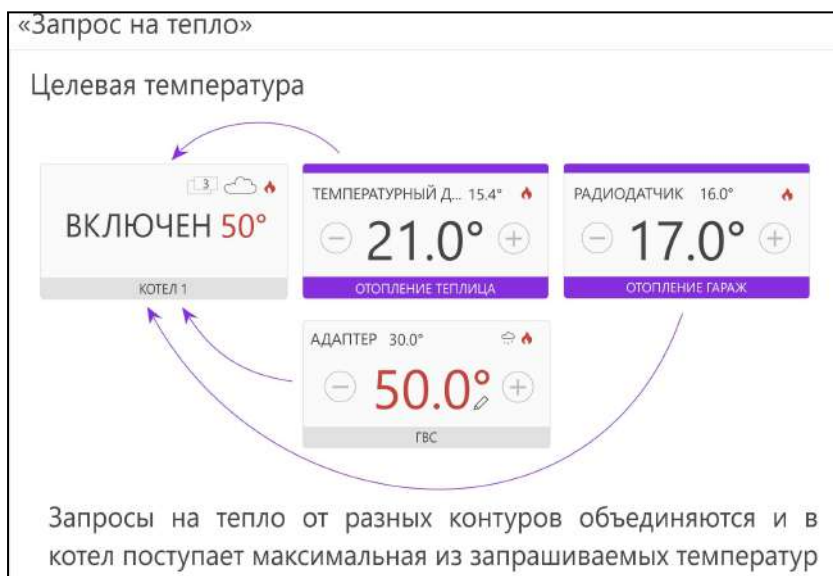 «Запрос на тепло»
Целевая температура
3
ВКЛЮЧЕН 50°
КОТЕЛ 1
ТЕМПЕРАТУРНЫЙ Д... 15.4°
21.0°
ОТОПЛЕНИЕ ТЕПЛИЦА
РАДИОДАТЧИК 16.0°
17.0°
ОТОПЛЕНИЕ ГАРАЖ
АДАПТЕР 30.0°
50.0°
ГВС
Запросы на тепло от разных контуров объединяются и в
котел поступает максимальная из запрашиваемых температур